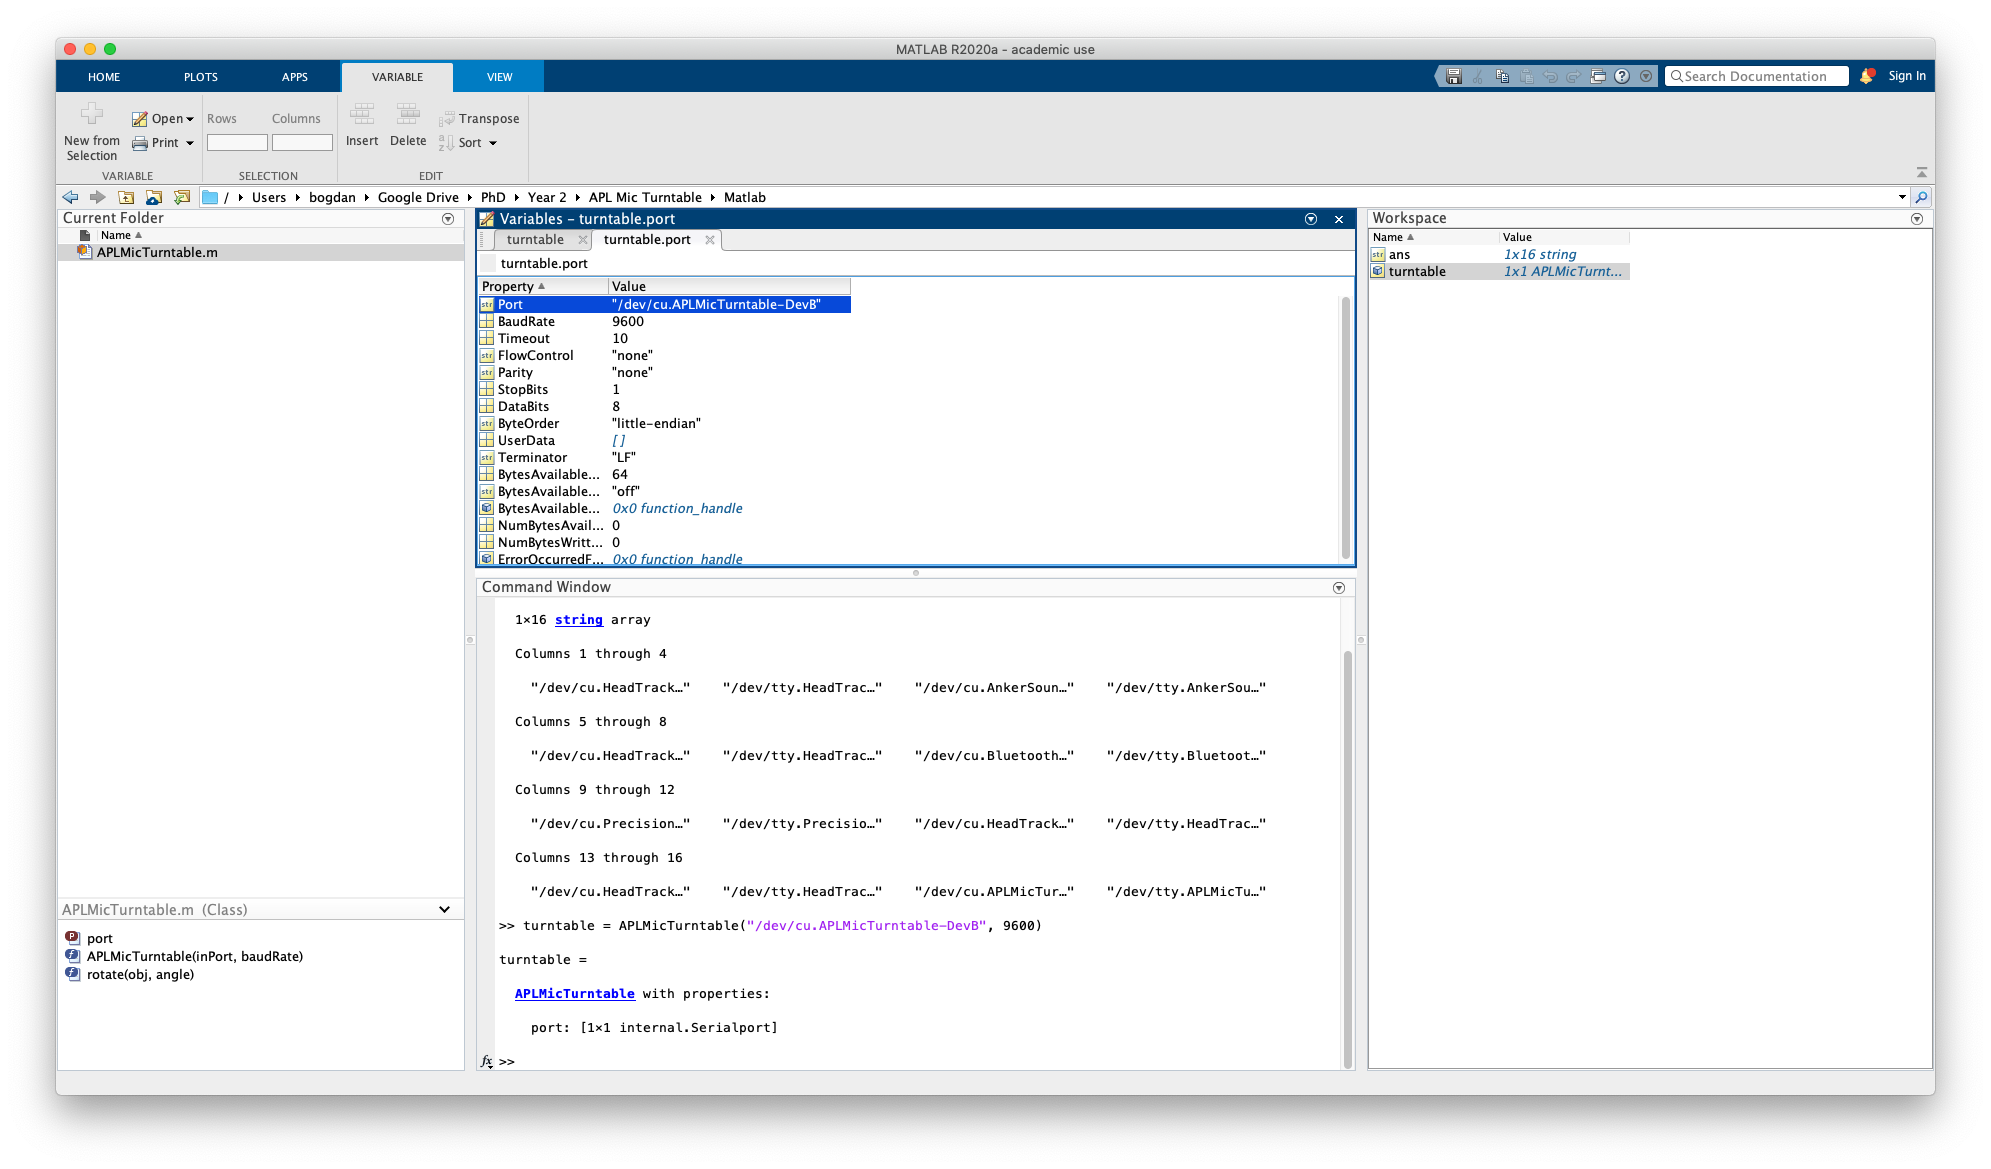 MATLAB R2020a - academic use
HOME PLOTS APPS VARIABLE VIEW
Search Documentation Sign In
New from Selection
Open
Print
VARIABLE
Rows Columns
SELECTION
Insert Delete
Transpose
Sort
EDIT
/ Users bogdan Google Drive PhD Year 2 APL Mic Turntable Matlab
Current Folder
Name
APLMicTurntable.m
APLMicTurntable.m (Class)
port
APLMicTurntable(inPort, baudRate)
rotate(obj, angle)
Variables - turntable.port
turntable turntable.port
turntable.port
Property Value
Port "/dev/cu.APLMicTurntable-DevB"
BaudRate 9600
Timeout 10
FlowControl "none"
Parity "none"
StopBits 1
DataBits 8
ByteOrder "little-endian"
UserData []
Terminator "LF"
BytesAvailable... 64
BytesAvailable... "off"
BytesAvailable... 0x0 function_handle
NumBytesAvail... 0
NumBytesWritt... 0
ErrorOccurredF... 0x0 function_handle
Command Window
1×16 string array
Columns 1 through 4
"/dev/cu.HeadTrack…" "/dev/tty.HeadTrac…" "/dev/cu.AnkerSoun…" "/dev/tty.AnkerSou…"
Columns 5 through 8
"/dev/cu.HeadTrack…" "/dev/tty.HeadTrac…" "/dev/cu.Bluetooth…" "/dev/tty.Bluetoot…"
Columns 9 through 12
"/dev/cu.Precision…" "/dev/tty.Precisio…" "/dev/cu.HeadTrack…" "/dev/tty.HeadTrac…"
Columns 13 through 16
"/dev/cu.HeadTrack…" "/dev/tty.HeadTrac…" "/dev/cu.APLMicTur…" "/dev/tty.APLMicTu…"
>> turntable = APLMicTurntable("/dev/cu.APLMicTurntable-DevB", 9600)
turntable =
APLMicTurntable with properties:
port: [1×1 internal.Serialport]
fx >>
Workspace
Name Value
ans 1x16 string
turntable 1x1 APLMicTurnt...